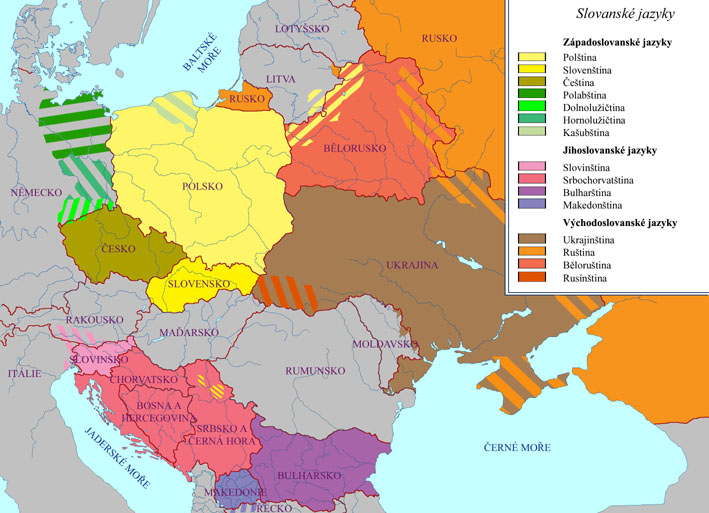 Slovanské jazyky
Západoslovanské jazyky
Polština
Slovenština
Čeština
Polabština
Dolnolužičtina
Hornolužičtina
Kašubština
Jihoslovanské jazyky
Slovinština
Srbochorvatština
Bulharština
Makedonština
Východoslovanské jazyky
Ukrajinština
Ruština
Běloruština
Rusínština
BALTSKÉ
MOŘE
LOTYŠSKO
RUSKO
LITVA
RUSKO
BĚLORUSKO
NĚMECKO
POLSKO
ČESKO
UKRAJINA
SLOVENSKO
RAKOUSKO
MAĎARSKO
MOLDAVSKO
ITÁLIE
SLOVINSKO
CHORVATSKO
RUMUNSKO
BOSNA A
HERCEGOVINA
SRBSKO A
ČERNÁ HORA
JADERSKÉ MOŘE
ČERNÉ MOŘE
BULHARSKO
MAKEDONIE
ŘECKO